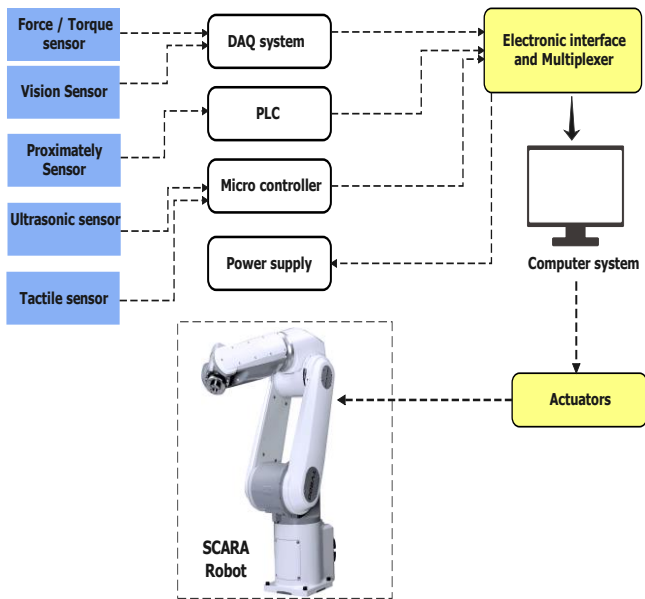 Force / Torque
sensor
DAQ system
Electronic interface
and Multiplexer
Vision Sensor
PLC
Proximately
Sensor
Micro controller
Ultrasonic sensor
Power supply
Computer system
Tactile sensor
Actuators
SCARA
Robot